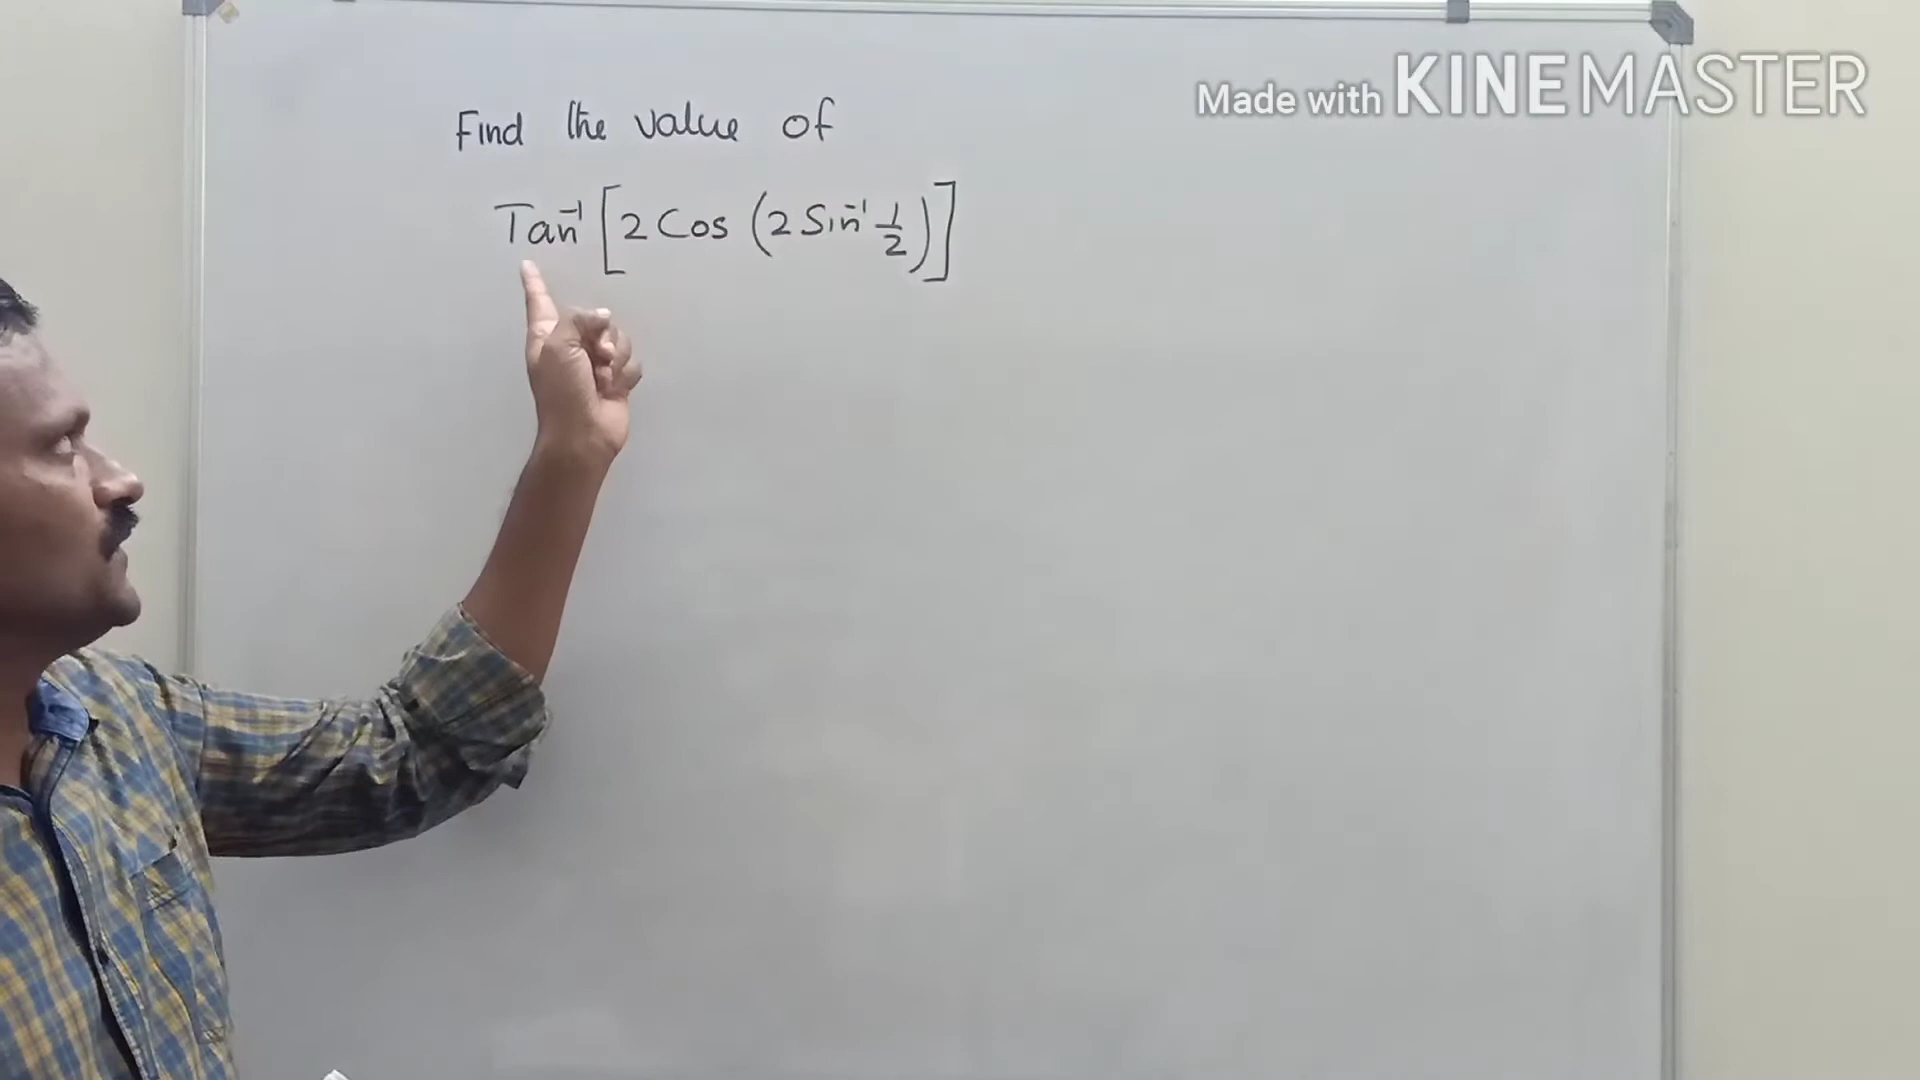 Made with KINEMASTER
Find the value of
Tan⁻¹ [2 Cos (2 Sin⁻¹ 1/2)]